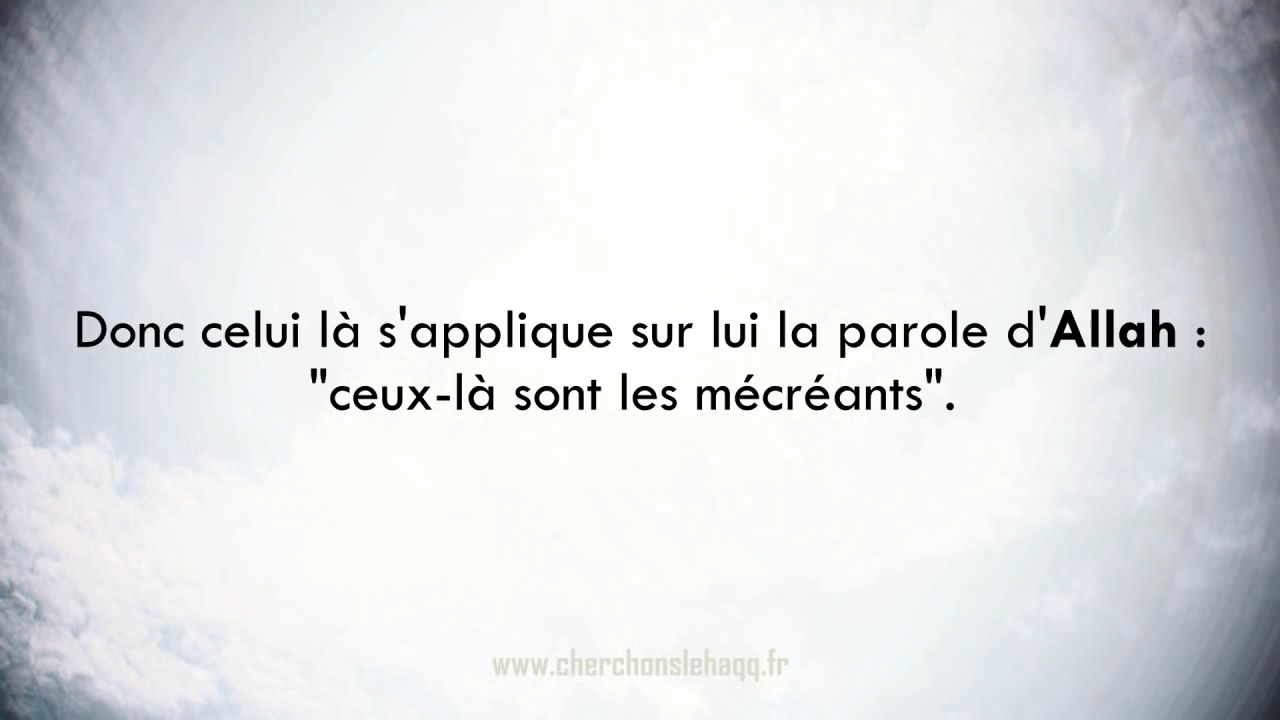 Donc celui là s'applique sur lui la parole d'Allah :
"ceux-là sont les mécréants".
www.cherchonslehaqq.fr